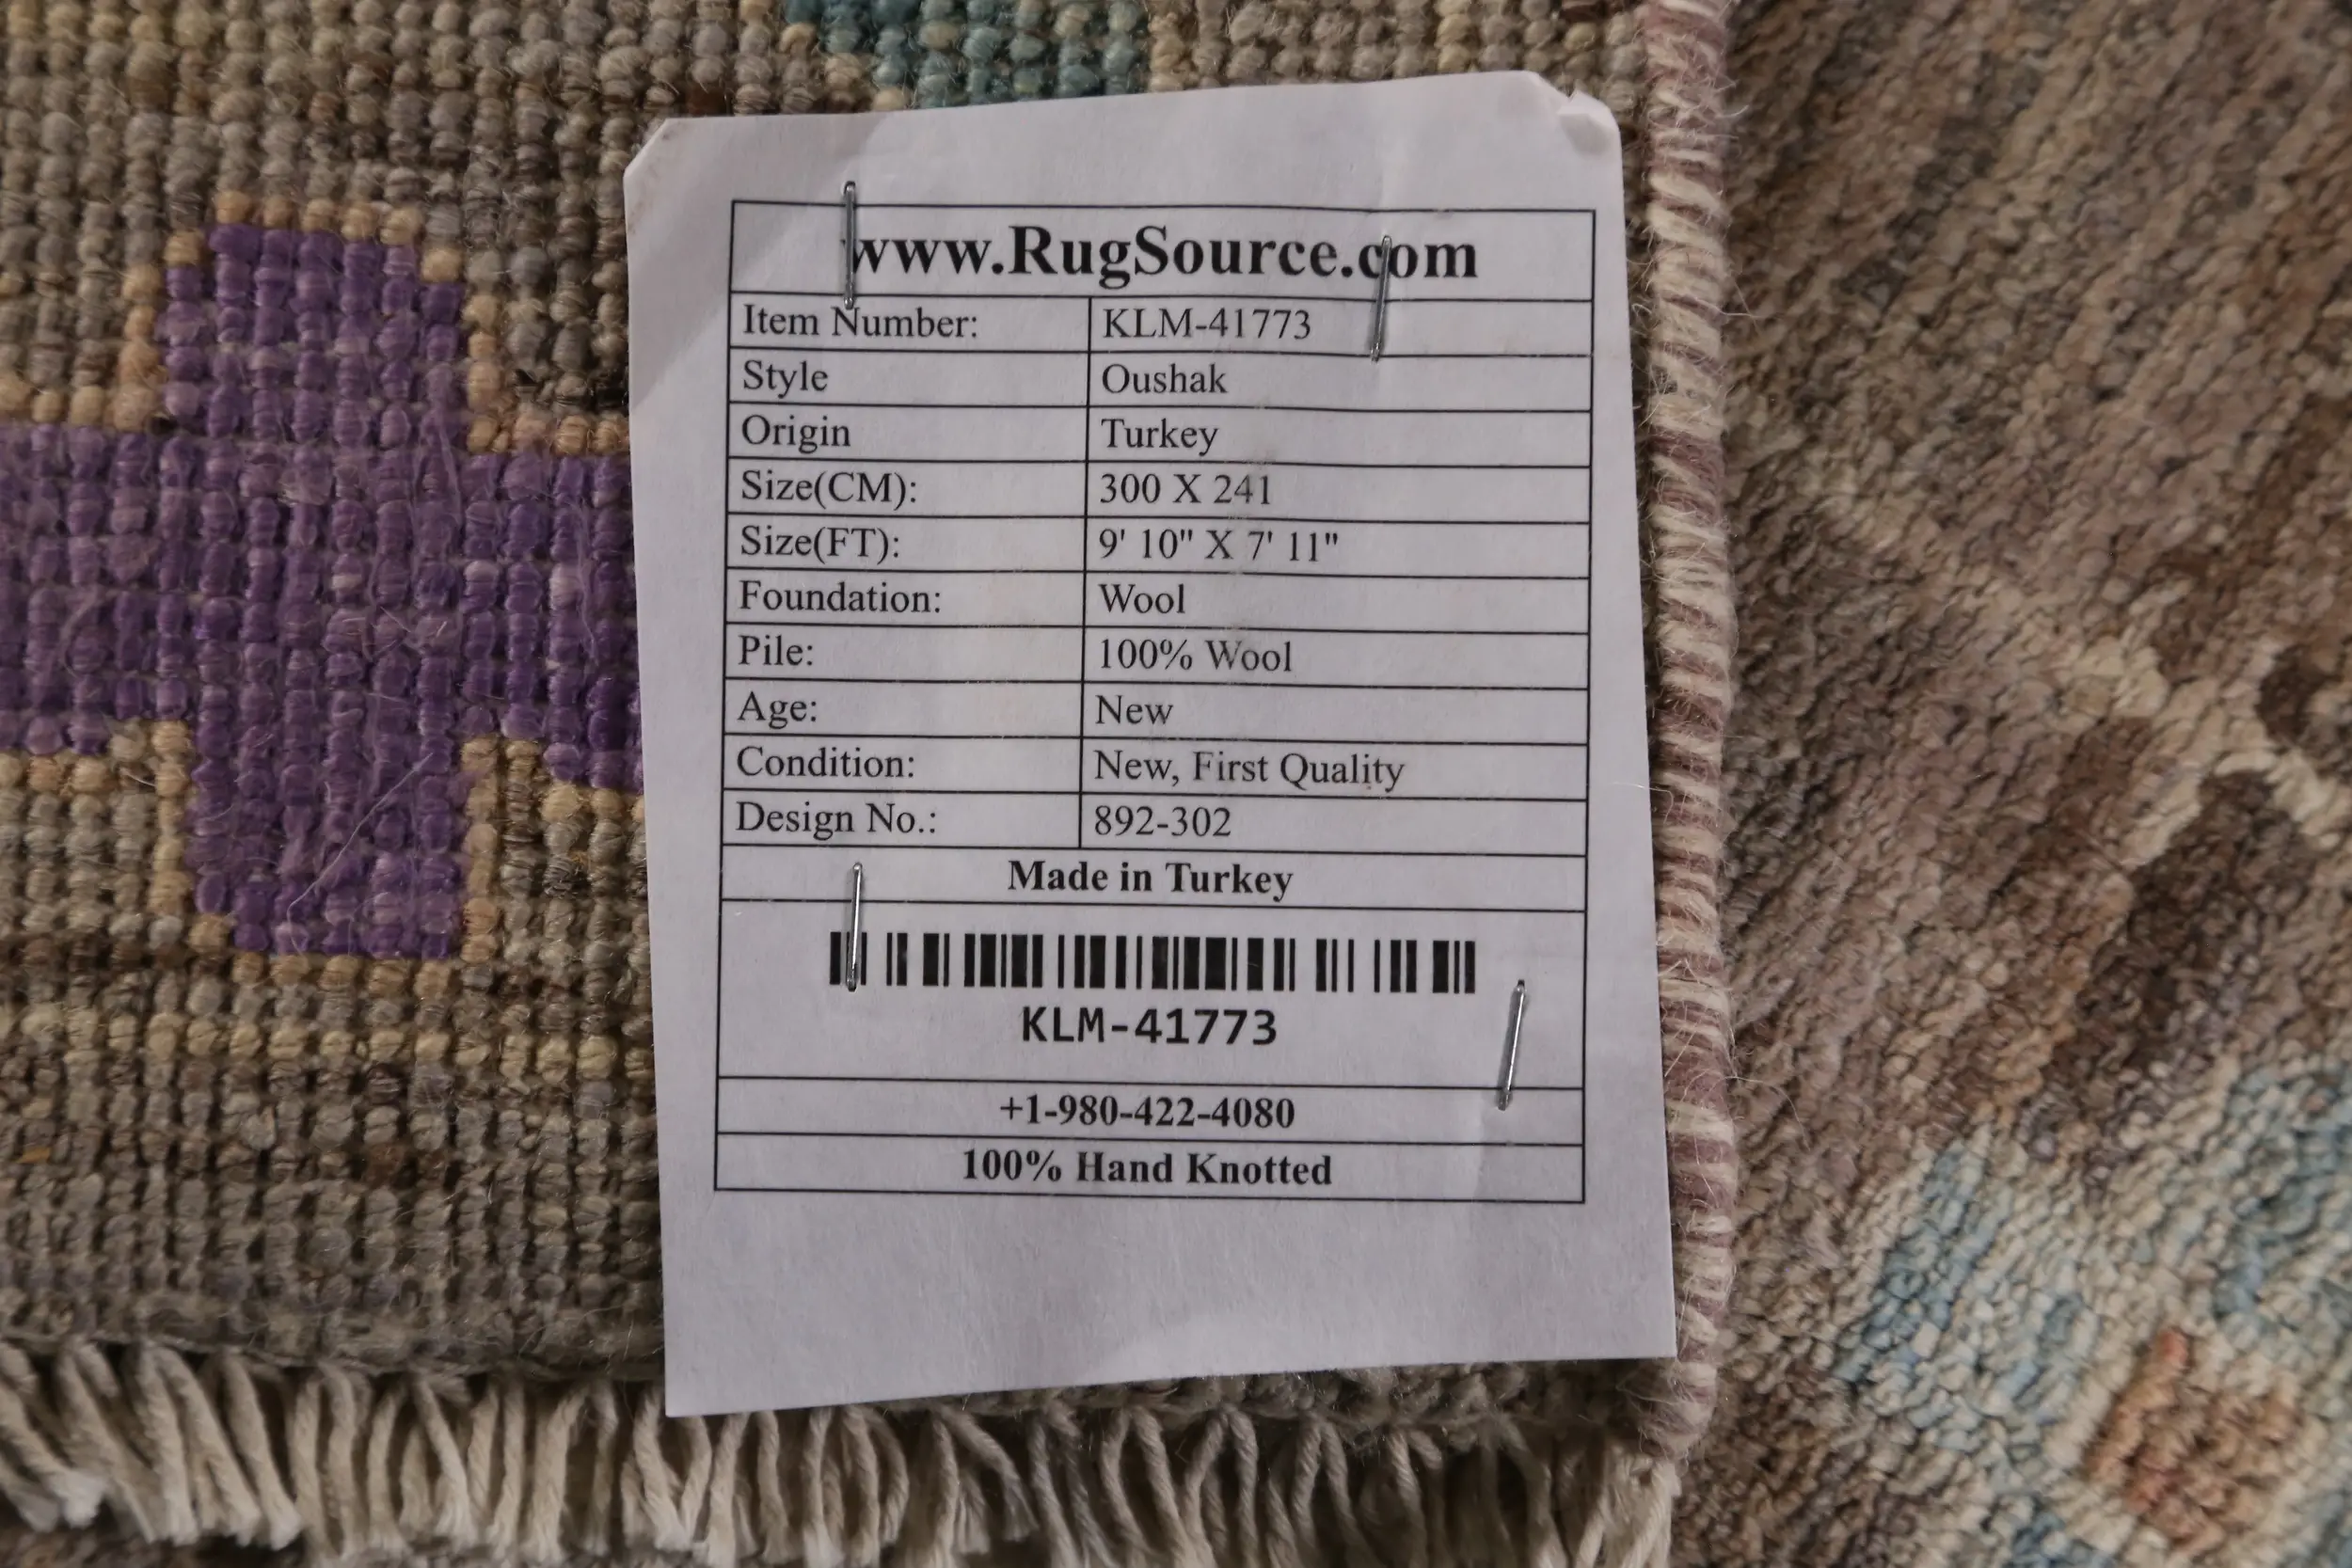 www.RugSource.com
Item Number: KLM-41773
Style Oushak
Origin Turkey
Size(CM): 300 X 241
Size(FT): 9' 10" X 7' 11"
Foundation: Wool
Pile: 100% Wool
Age: New
Condition: New, First Quality
Design No.: 892-302
Made in Turkey
KLM-41773
+1-980-422-4080
100% Hand Knotted